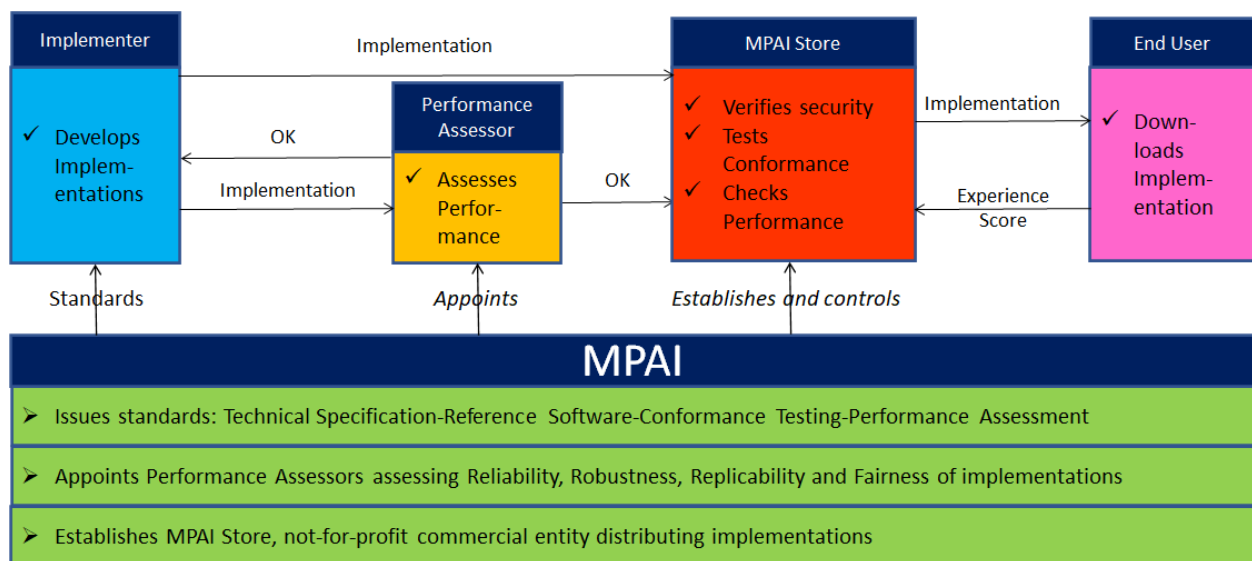 Implementer
Implementation
MPAI Store
End User
✓ Develops
Implem-
entations
OK
Implementation
Performance
Assessor
✓ Assesses
Perfor-
mance
OK
✓ Verifies security
✓ Tests
Conformance
✓ Checks
Performance
Implementation
Experience
Score
✓ Down-
loads
Implem-
entation
Standards
Appoints
Establishes and controls
MPAI
➢ Issues standards: Technical Specification-Reference Software-Conformance Testing-Performance Assessment
➢ Appoints Performance Assessors assessing Reliability, Robustness, Replicability and Fairness of implementations
➢ Establishes MPAI Store, not-for-profit commercial entity distributing implementations